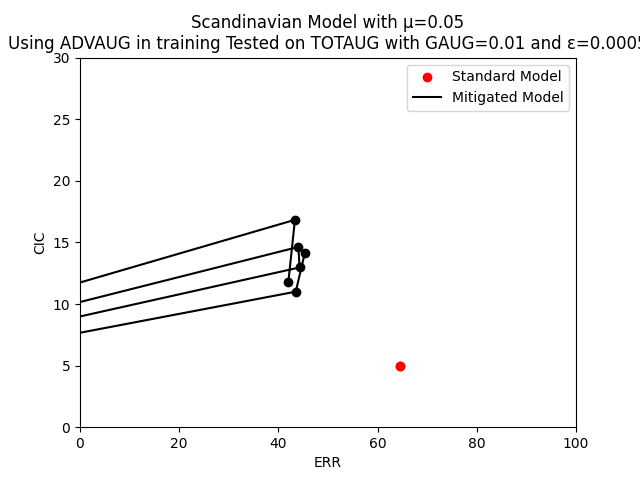 Scandinavian Model with μ=0.05
Using ADVAUG in training Tested on TOTAUG with GAUG=0.01 and ε=0.0005
Standard Model
Mitigated Model
30
25
20
15
10
5
0
CIC
0 20 40 60 80 100
ERR